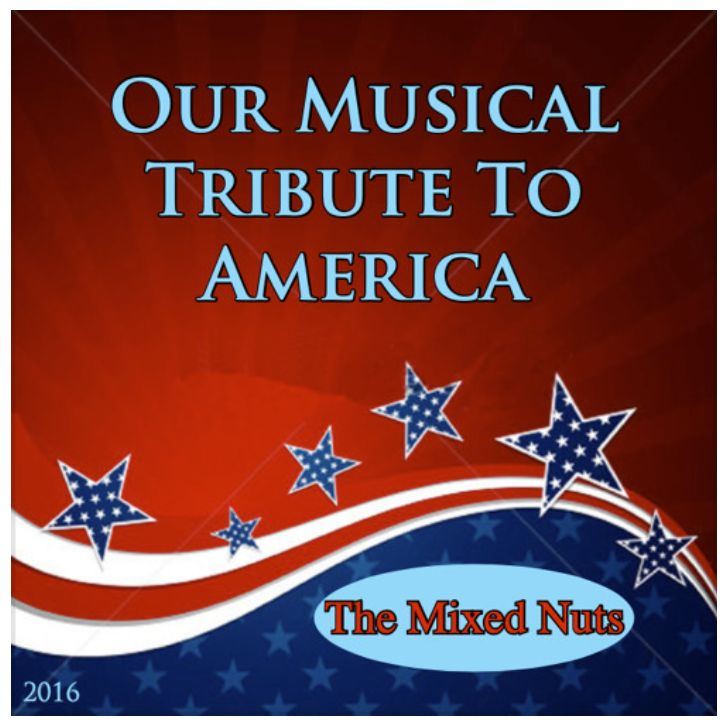 OUR MUSICAL
TRIBUTE TO
AMERICA
The Mixed Nuts
2016